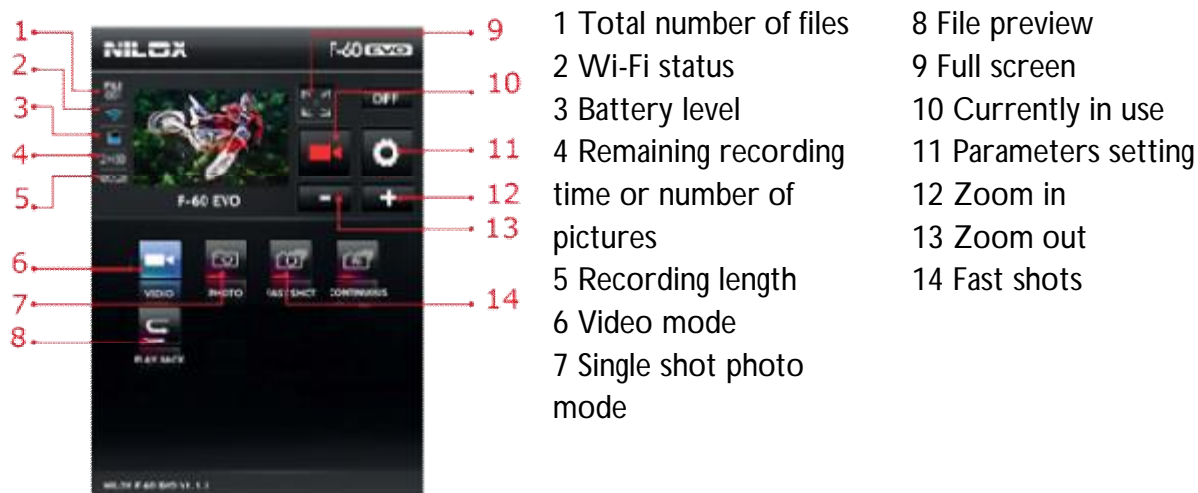 1
2
3
4
5
6
7
8
NILOX F-60 EVO
OFF
F-60 EVO
VIDEO PHOTO FAST SHOT CONTINUOUS
PLAY BACK
9
10
11
12
13
14
1 Total number of files
2 Wi-Fi status
3 Battery level
4 Remaining recording
time or number of
pictures
5 Recording length
6 Video mode
7 Single shot photo
mode
8 File preview
9 Full screen
10 Currently in use
11 Parameters setting
12 Zoom in
13 Zoom out
14 Fast shots
NILOX F-60 EVO